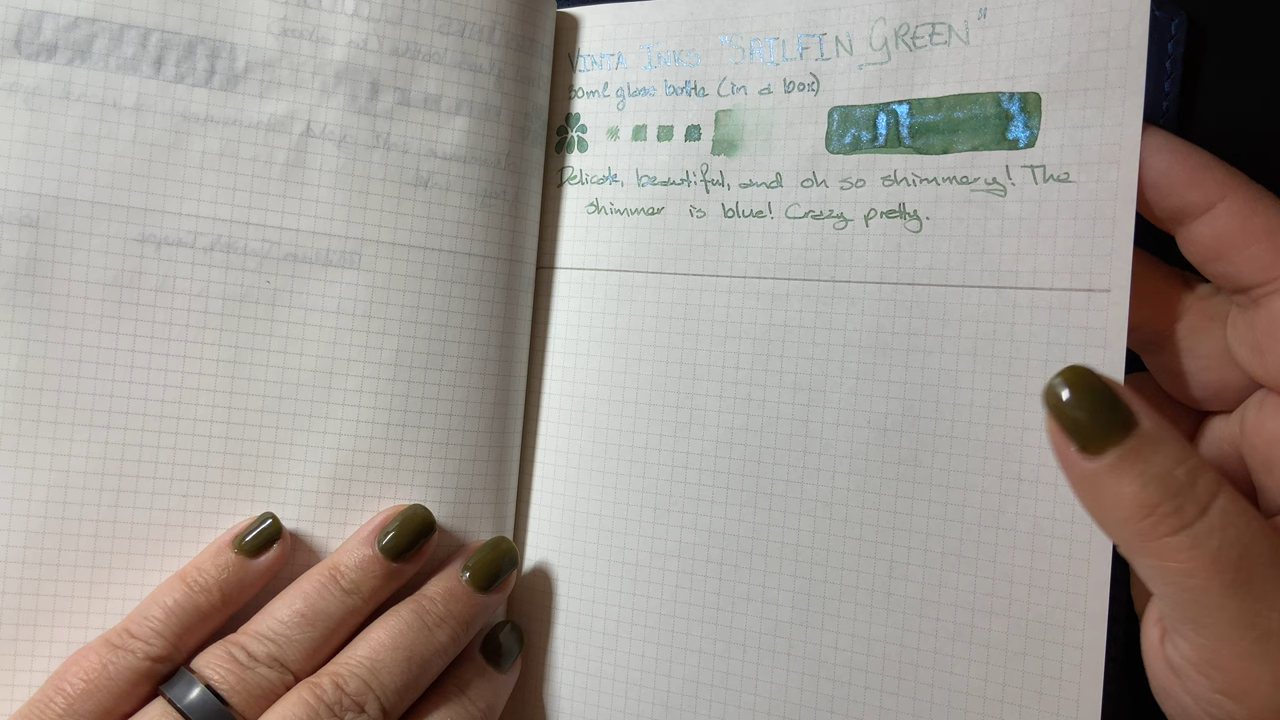 VINTA INKS "SAILFIN GREEN"
30ml glass bottle (in a box)
Delicate, beautiful, and oh so shimmery! The
shimmer is blue! Crazy pretty.